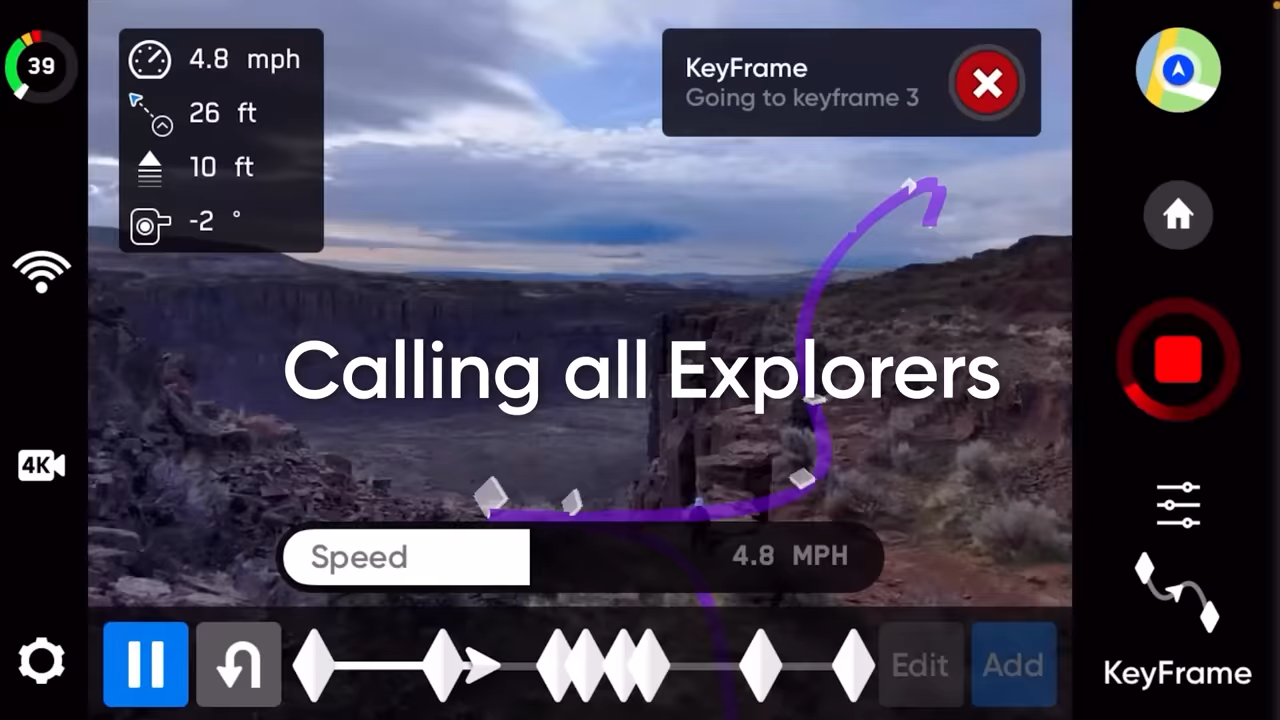 39
4.8 mph
26 ft
10 ft
-2 °
KeyFrame
Going to keyframe 3
Calling all Explorers
4K
Speed
4.8 MPH
Edit
Add
KeyFrame